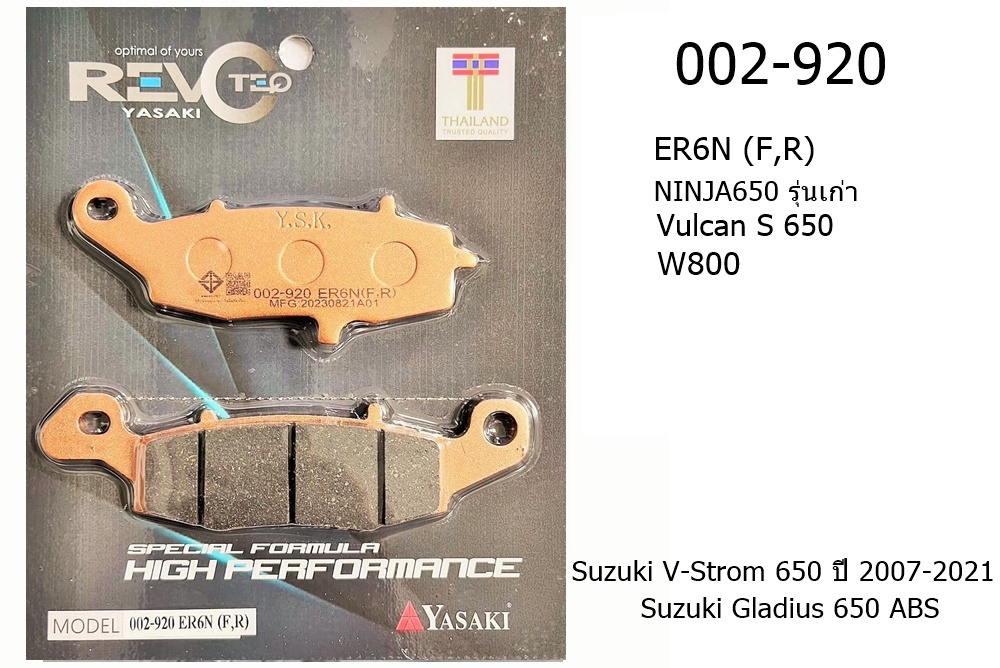 optimal of yours
REVO TEQ
YASAKI
THAILAND
TRUSTED QUALITY
Y.S.K.
002-920 ER6N(F,R)
MFG:20230821A01
SPECIAL FORMULA
HIGH PERFORMANCE
YASAKI
MODEL 002-920 ER6N (F,R)
002-920
ER6N (F,R)
NINJA650 รุ่นเก่า
Vulcan S 650
W800
Suzuki V-Strom 650 ปี 2007-2021
Suzuki Gladius 650 ABS